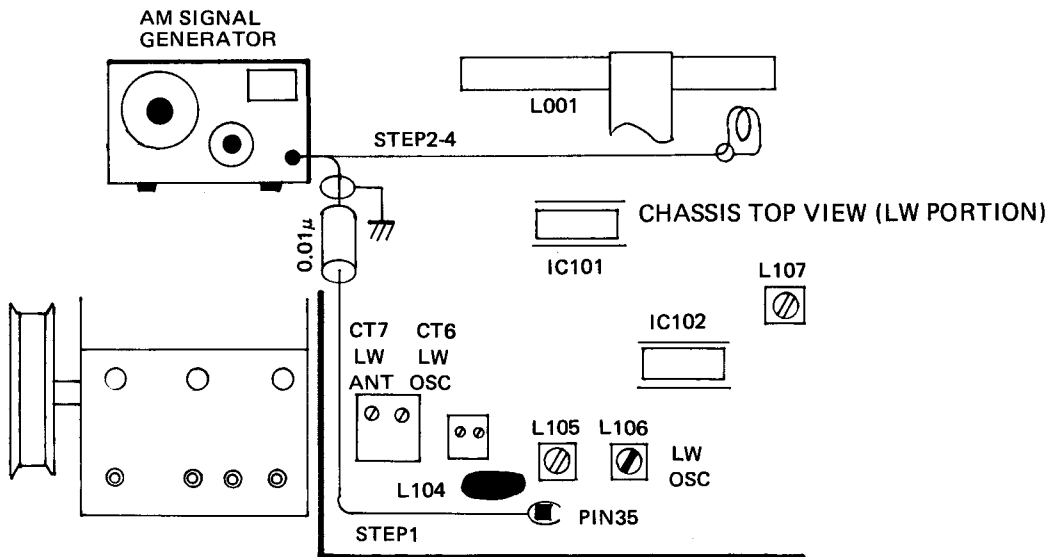 AM SIGNAL
GENERATOR
L001
STEP2-4
0.01μ
CHASSIS TOP VIEW (LW PORTION)
IC101
L107
IC102
CT7 CT6
LW LW
ANT OSC
L105 L106
LW
OSC
L104
PIN35
STEP1